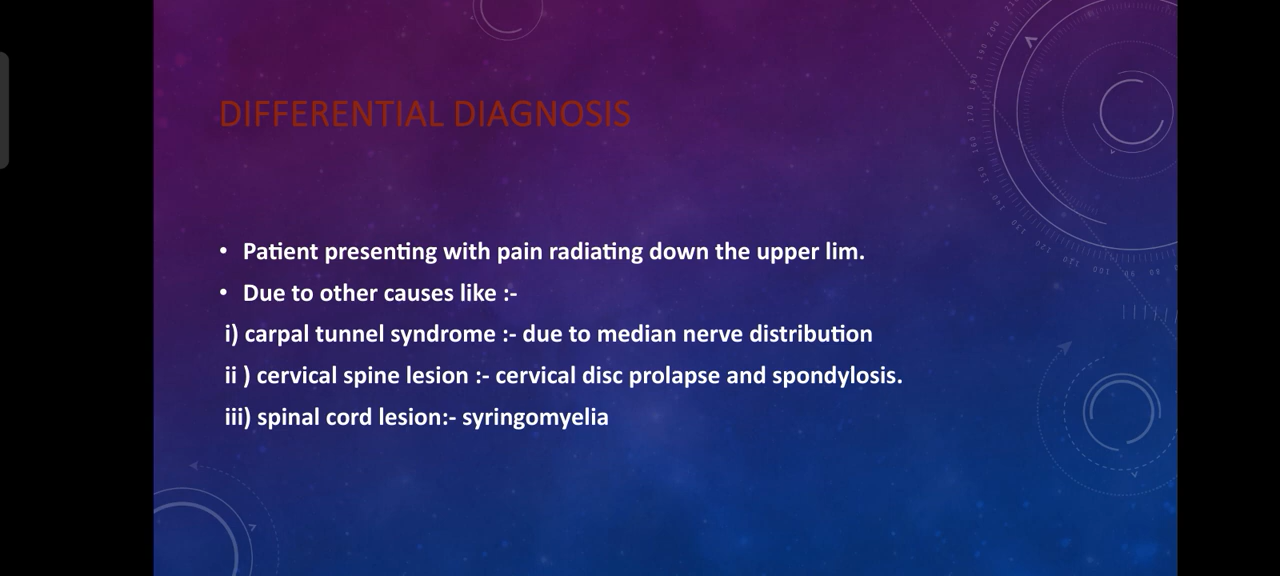 DIFFERENTIAL DIAGNOSIS
• Patient presenting with pain radiating down the upper lim.
• Due to other causes like :-
i) carpal tunnel syndrome :- due to median nerve distribution
ii ) cervical spine lesion :- cervical disc prolapse and spondylosis.
iii) spinal cord lesion:- syringomyelia